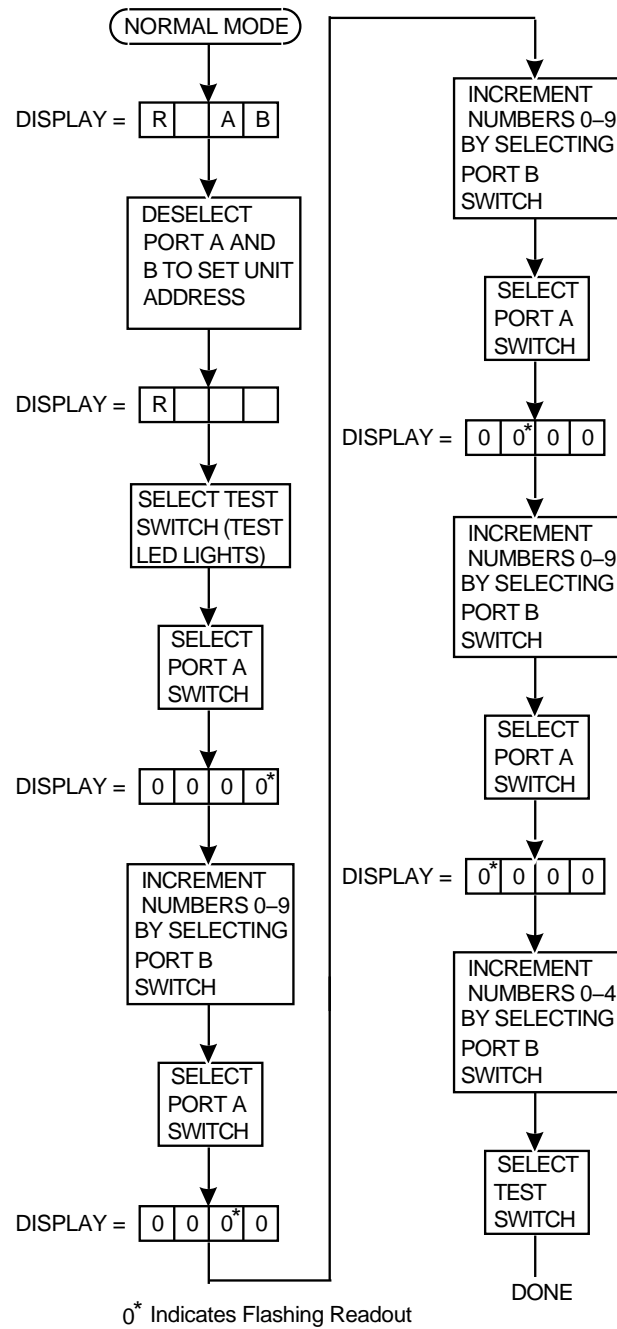 NORMAL MODE
DISPLAY = R A B
DESELECT
PORT A AND
B TO SET UNIT
ADDRESS
DISPLAY = R
SELECT TEST
SWITCH (TEST
LED LIGHTS)
SELECT
PORT A
SWITCH
DISPLAY = 0 0 0 0*
INCREMENT
NUMBERS 0–9
BY SELECTING
PORT B
SWITCH
SELECT
PORT A
SWITCH
DISPLAY = 0 0 0* 0
INCREMENT
NUMBERS 0–9
BY SELECTING
PORT B
SWITCH
SELECT
PORT A
SWITCH
DISPLAY = 0 0* 0 0
INCREMENT
NUMBERS 0–9
BY SELECTING
PORT B
SWITCH
SELECT
PORT A
SWITCH
DISPLAY = 0* 0 0 0
INCREMENT
NUMBERS 0–4
BY SELECTING
PORT B
SWITCH
SELECT
TEST
SWITCH
DONE
0* Indicates Flashing Readout